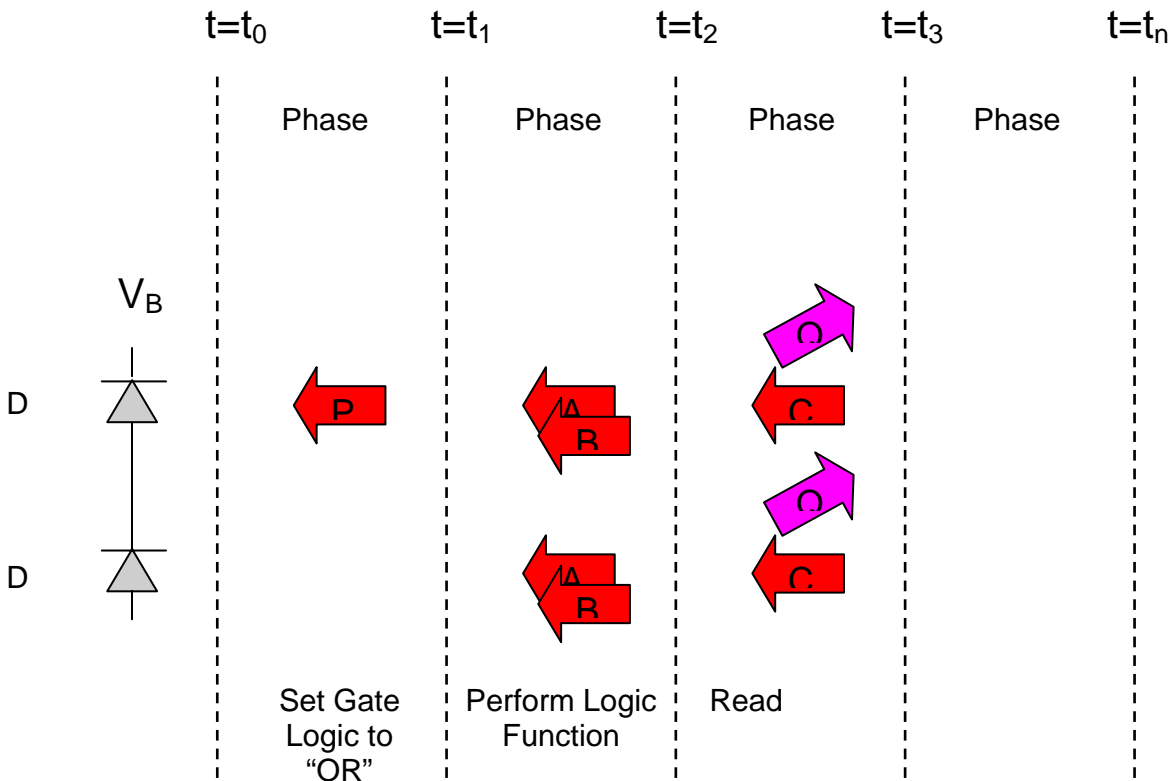 t=t0 t=t1 t=t2 t=t3 t=tn
Phase Phase Phase Phase
VB
D
D
P
A
B
C
A
B
C
Set Gate
Logic to
“OR”
Perform Logic
Function
Read